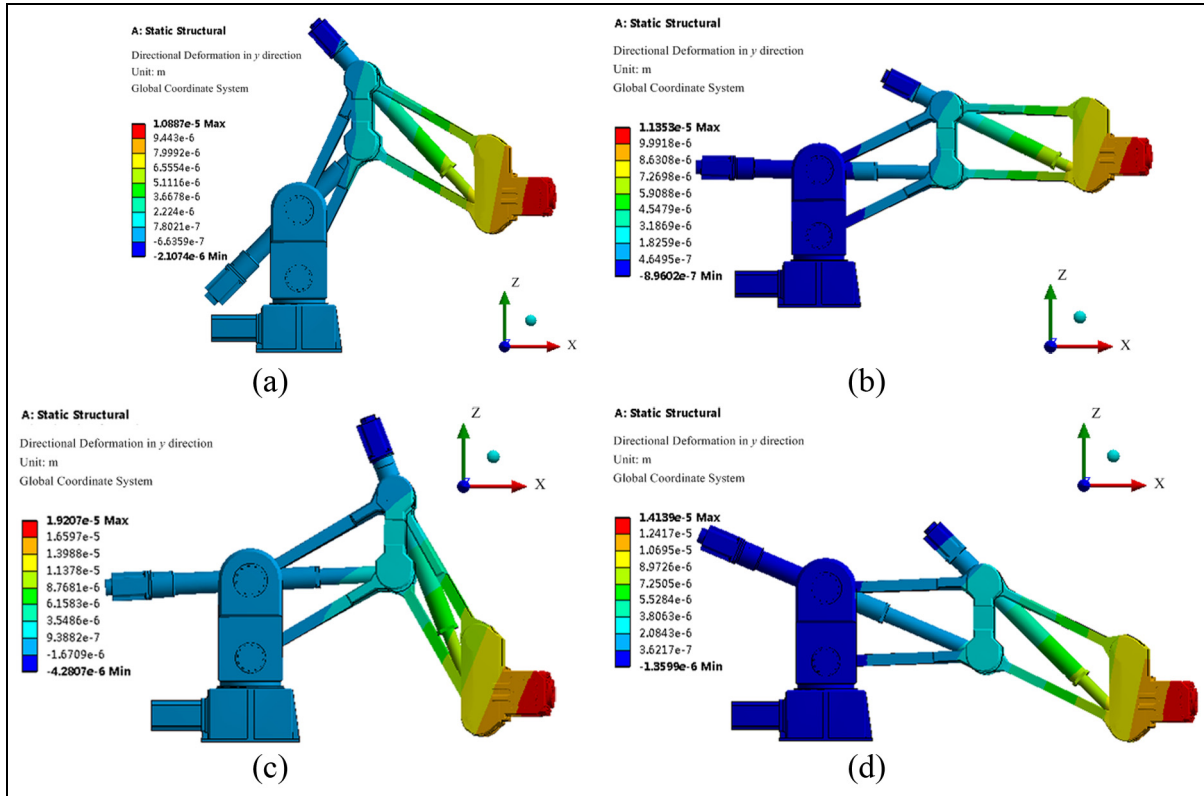 A: Static Structural
Directional Deformation in y direction
Unit: m
Global Coordinate System
1.0887e-5 Max
9.443e-6
7.9992e-6
6.5554e-6
5.1116e-6
3.6678e-6
2.224e-6
7.8021e-7
-6.6359e-7
-2.1074e-6 Min
Z
X
(a)
A: Static Structural
Directional Deformation in y direction
Unit: m
Global Coordinate System
1.1353e-5 Max
9.9918e-6
8.6308e-6
7.2698e-6
5.9088e-6
4.5479e-6
3.1869e-6
1.8259e-6
4.6495e-7
-8.9602e-7 Min
Z
X
(b)
A: Static Structural
Directional Deformation in y direction
Unit: m
Global Coordinate System
1.9207e-5 Max
1.6597e-5
1.3988e-5
1.1378e-5
8.7681e-6
6.1583e-6
3.5486e-6
9.3882e-7
-1.6709e-6
-4.2807e-6 Min
Z
X
(c)
A: Static Structural
Directional Deformation in y direction
Unit: m
Global Coordinate System
1.4139e-5 Max
1.2417e-5
1.0695e-5
8.9726e-6
7.2505e-6
5.5284e-6
3.8063e-6
2.0843e-6
3.6217e-7
-1.3599e-6 Min
Z
X
(d)